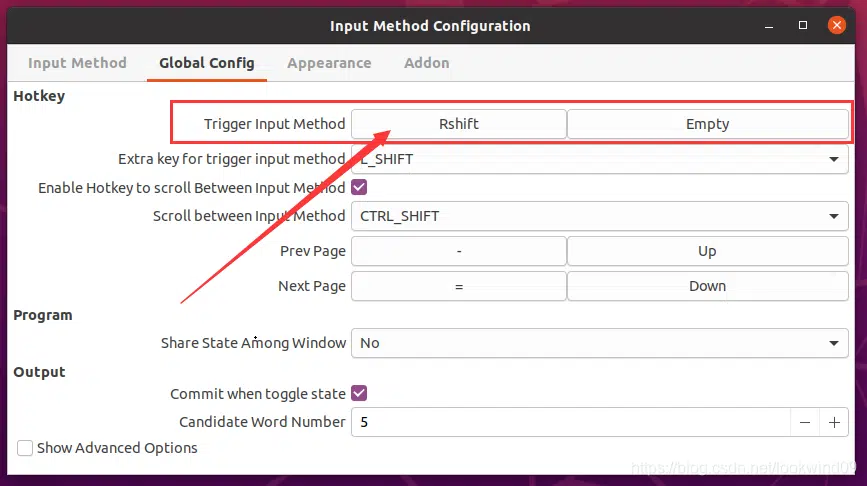 Input Method Configuration
Input Method Global Config Appearance Addon
Hotkey
Trigger Input Method Rshift Empty
Extra key for trigger input method L_SHIFT
Enable Hotkey to scroll Between Input Method
Scroll between Input Method CTRL_SHIFT
Prev Page - Up
Next Page = Down
Program
Share State Among Window No
Output
Commit when toggle state
Candidate Word Number 5
Show Advanced Options
https://blog.csdn.net/lookwind09